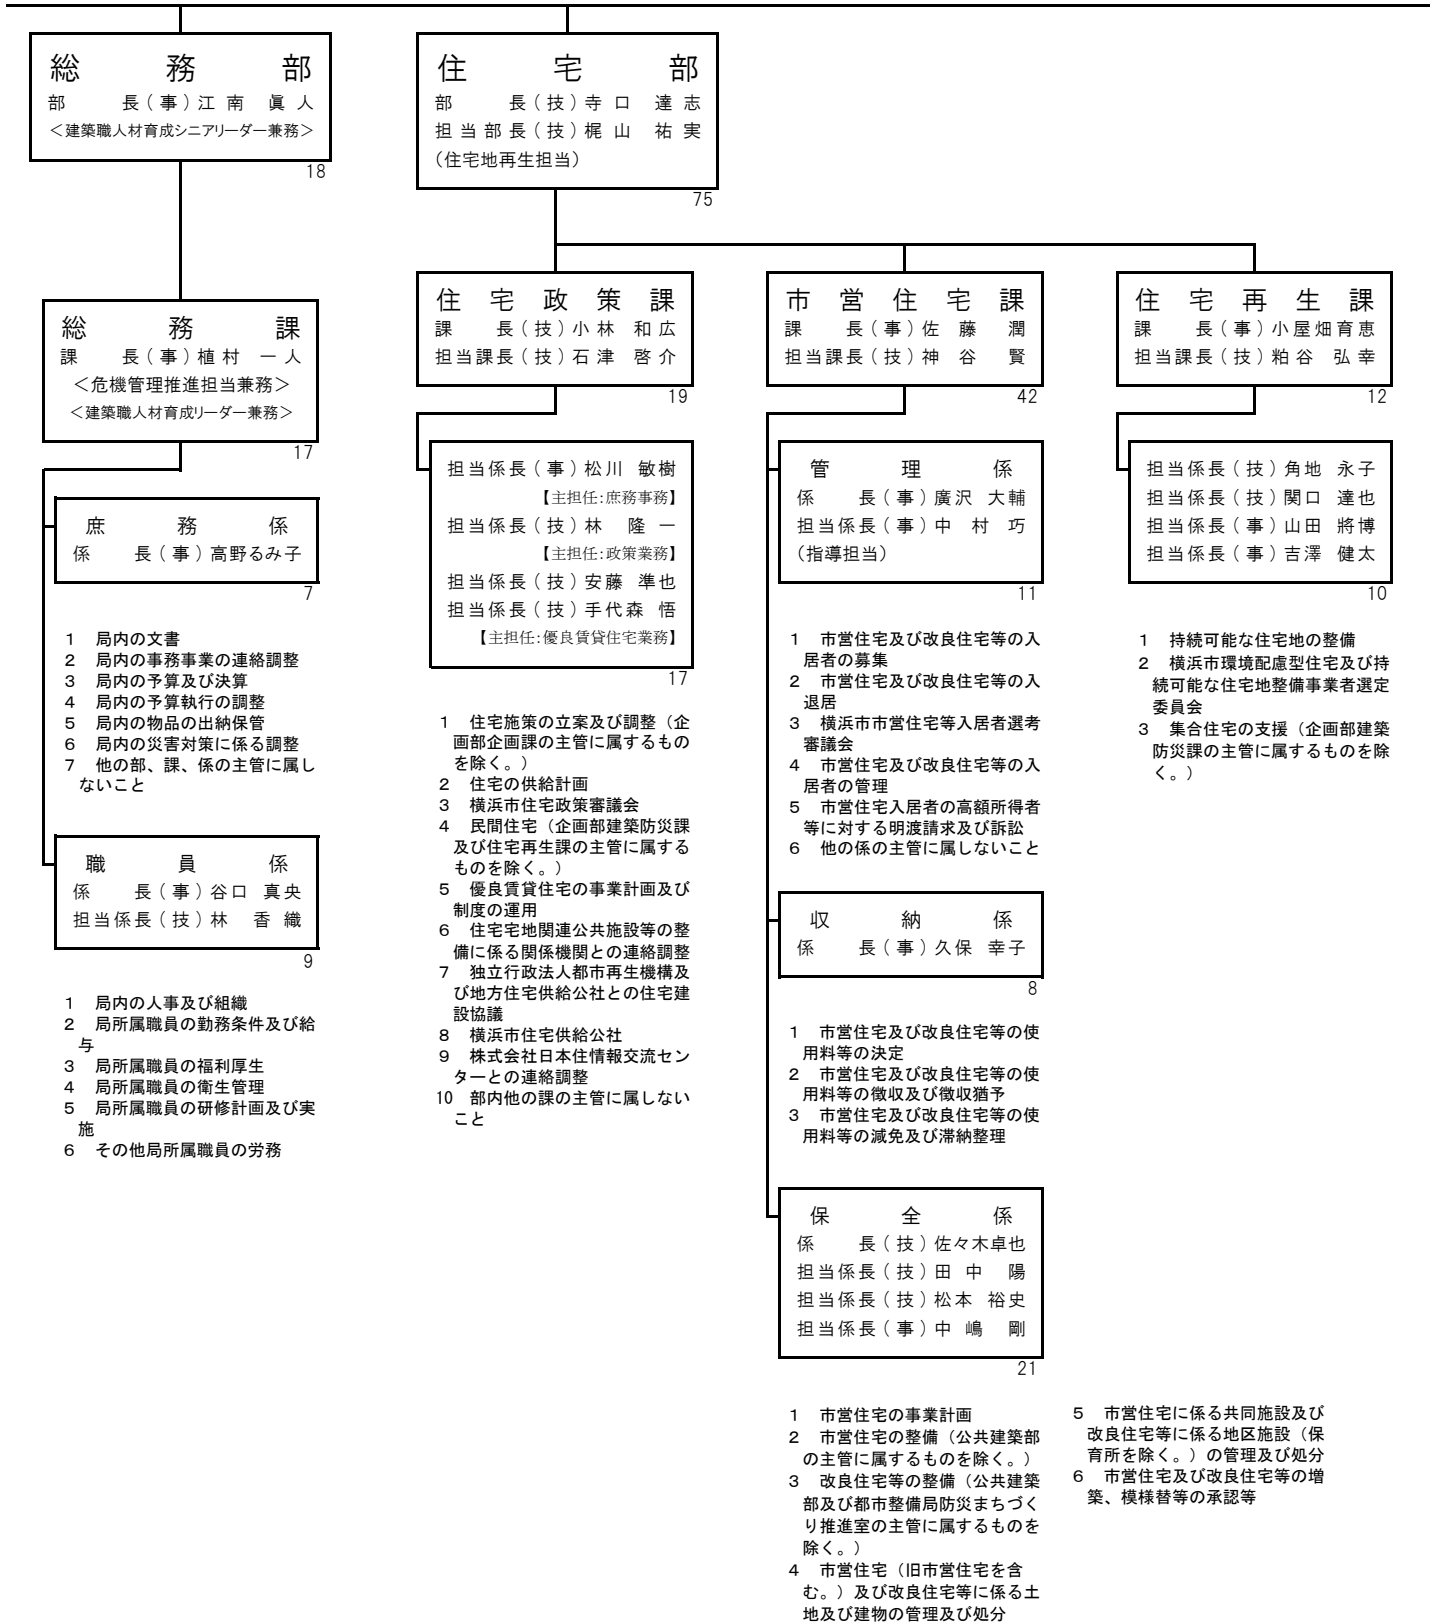 総務部
部長(事)江南眞人
<建築職人材育成シニアリーダー兼務>
18
総務課
課長(事)植村一人
<危機管理推進担当兼務>
<建築職人材育成リーダー兼務>
17
庶務係
係長(事)高野るみ子
7
1 局内の文書
2 局内の事務事業の連絡調整
3 局内の予算及び決算
4 局内の予算執行の調整
5 局内の物品の出納保管
6 局内の災害対策に係る調整
7 他の部、課、係の主管に属し
ないこと
職員係
係長(事)谷口真央
担当係長(技)林香織
9
1 局内の人事及び組織
2 局所属職員の勤務条件及び給
与
3 局所属職員の福利厚生
4 局所属職員の衛生管理
5 局所属職員の研修計画及び実
施
6 その他局所属職員の労務
住宅部
部長(技)寺口達志
担当部長(技)梶山祐実
(住宅地再生担当)
75
住宅政策課
課長(技)小林和広
担当課長(技)石津啓介
19
担当係長(事)松川敏樹
【主担任:庶務事務】
担当係長(技)林隆一
【主担任:政策業務】
担当係長(技)安藤準也
担当係長(技)手代森悟
【主担任:優良賃貸住宅業務】
17
1 住宅施策の立案及び調整（企
画部企画課の主管に属するもの
を除く。）
2 住宅の供給計画
3 横浜市住宅政策審議会
4 民間住宅（企画部建築防災課
及び住宅再生課の主管に属する
ものを除く。）
5 優良賃貸住宅の事業計画及び
制度の運用
6 住宅宅地関連公共施設等の整
備に係る関係機関との連絡調整
7 独立行政法人都市再生機構及
び地方住宅供給公社との住宅建
設協議
8 横浜市住宅供給公社
9 株式会社日本住情報交流セン
ターとの連絡調整
10 部内他の課の主管に属しない
こと
市営住宅課
課長(事)佐藤潤
担当課長(技)神谷賢
42
管理係
係長(事)廣沢大輔
担当係長(事)中村巧
(指導担当)
11
1 市営住宅及び改良住宅等の入
居者の募集
2 市営住宅及び改良住宅等の入
退居
3 横浜市市営住宅等入居者選考
審議会
4 市営住宅及び改良住宅等の入
居者の管理
5 市営住宅入居者の高額所得者
等に対する明渡請求及び訴訟
6 他の係の主管に属しないこと
収納係
係長(事)久保幸子
8
1 市営住宅及び改良住宅等の使
用料等の決定
2 市営住宅及び改良住宅等の使
用料等の徴収及び徴収猶予
3 市営住宅及び改良住宅等の使
用料等の減免及び滞納整理
保全係
係長(技)佐々木卓也
担当係長(技)田中陽
担当係長(技)松本裕史
担当係長(事)中嶋剛
21
1 市営住宅の事業計画
2 市営住宅の整備（公共建築部
の主管に属するものを除く。）
3 改良住宅等の整備（公共建築
部及び都市整備局防災まちづく
り推進室の主管に属するものを
除く。）
4 市営住宅（旧市営住宅を含
む。）及び改良住宅等に係る土
地及び建物の管理及び処分
5 市営住宅に係る共同施設及び
改良住宅等に係る地区施設（保
育所を除く。）の管理及び処分
6 市営住宅及び改良住宅等の増
築、模様替等の承認等
住宅再生課
課長(事)小屋畑育恵
担当課長(技)粕谷弘幸
12
担当係長(技)角地永子
担当係長(技)関口達也
担当係長(事)山田將博
担当係長(事)吉澤健太
10
1 持続可能な住宅地の整備
2 横浜市環境配慮型住宅及び持
続可能な住宅地整備事業者選定
委員会
3 集合住宅の支援（企画部建築
防災課の主管に属するものを除
く。）